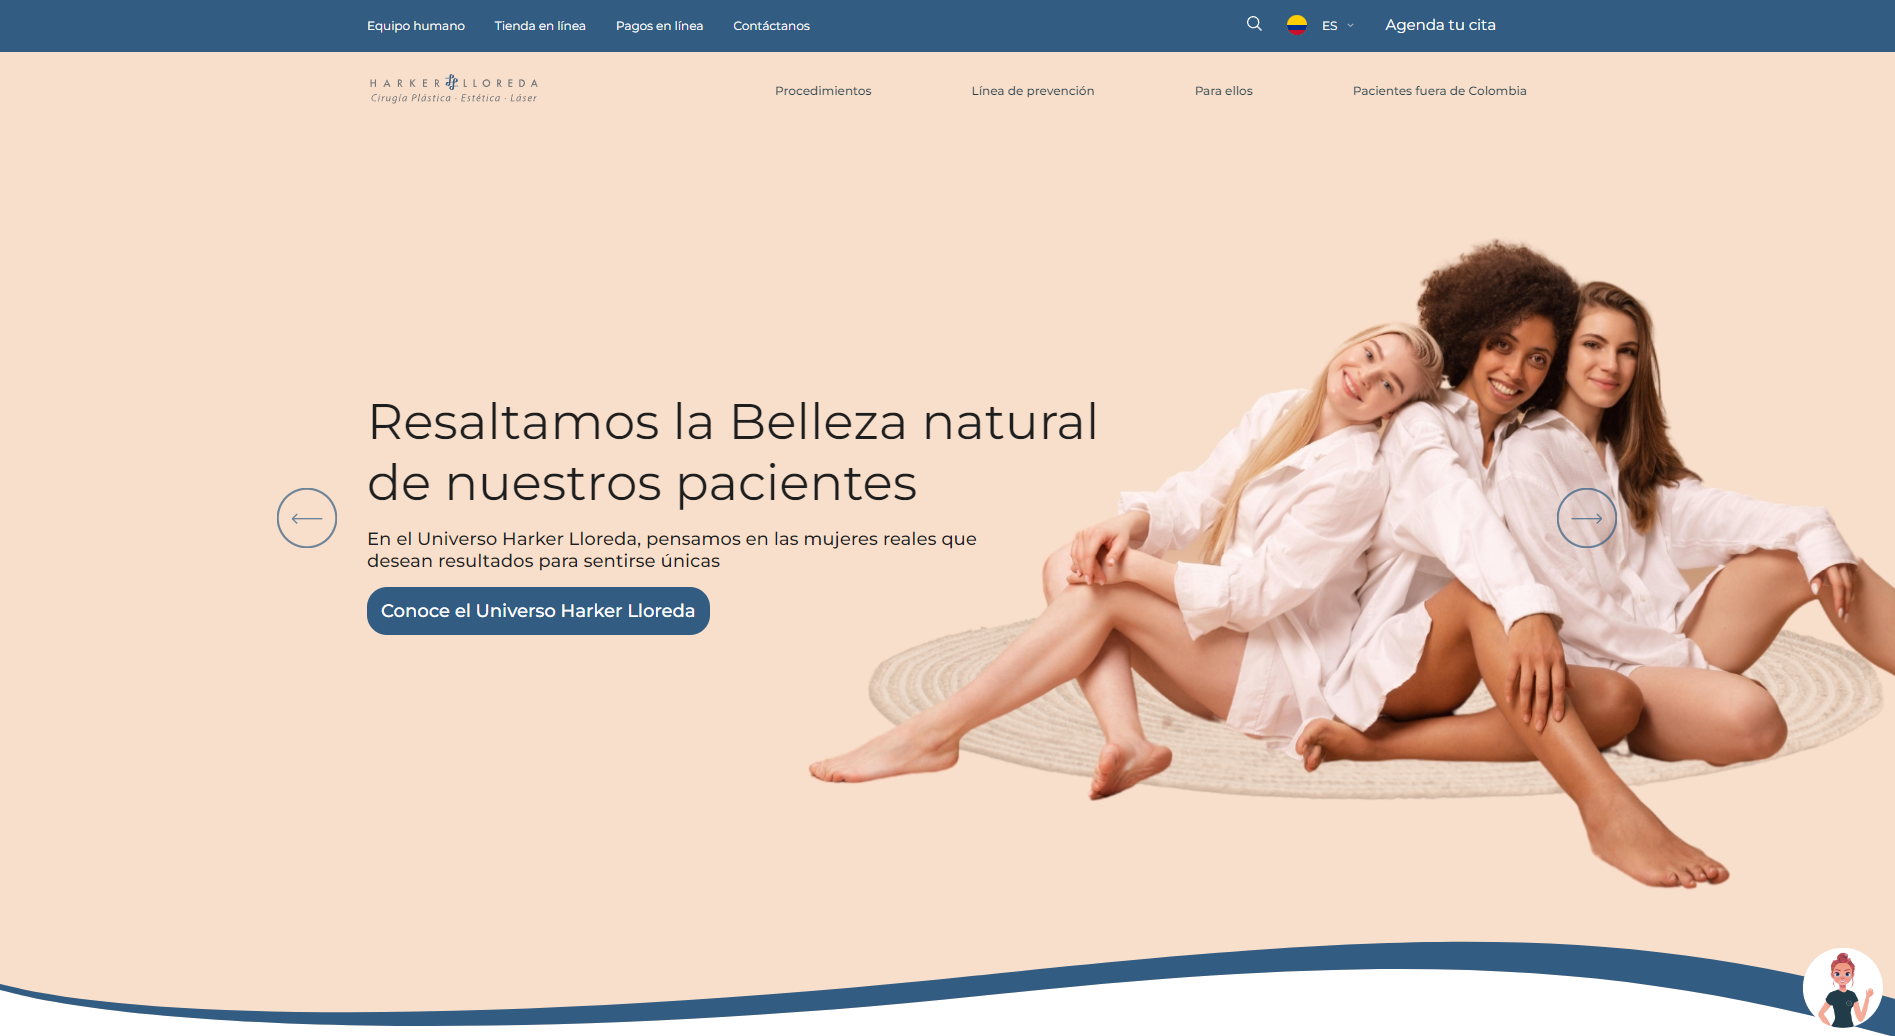 Equipo humano Tienda en línea Pagos en línea Contáctanos ES Agenda tu cita
HARKER LLOREDA
Cirugía Plástica · Estética · Láser
Procedimientos Línea de prevención Para ellos Pacientes fuera de Colombia
Resaltamos la Belleza natural
de nuestros pacientes
En el Universo Harker Lloreda, pensamos en las mujeres reales que
desean resultados para sentirse únicas
Conoce el Universo Harker Lloreda